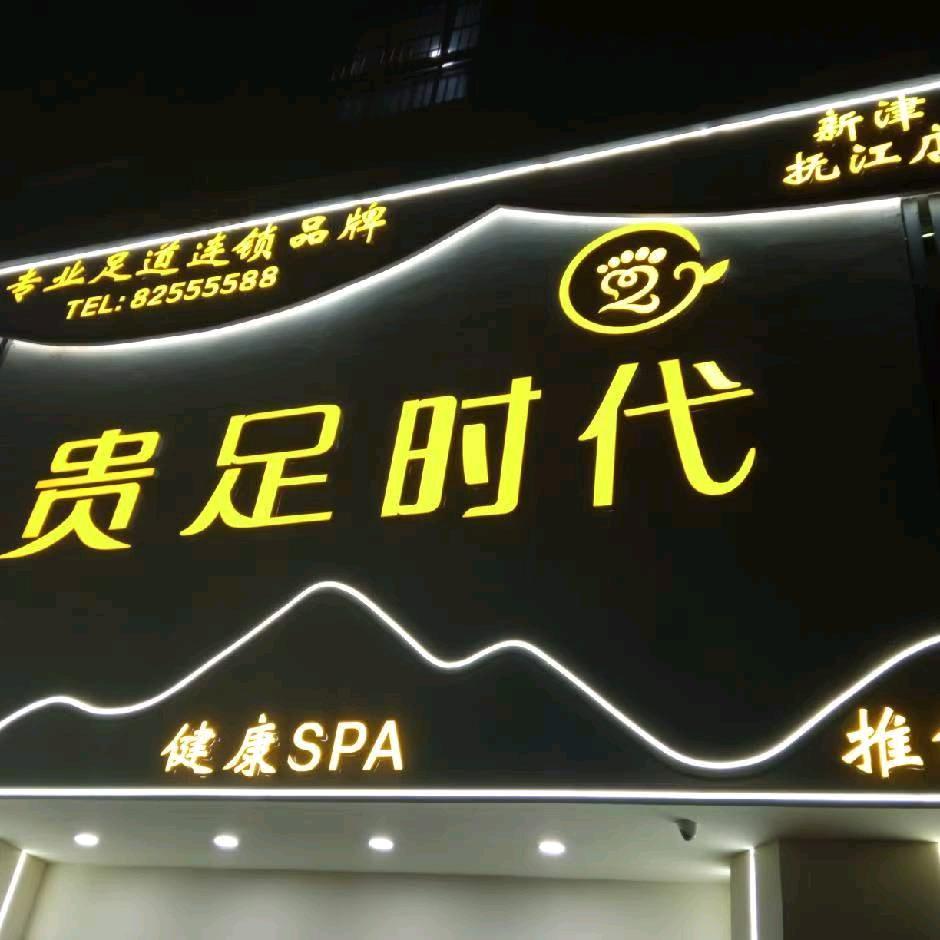 新津
抚江店
专业足道连锁品牌
TEL: 82555588
贵足时代
健康SPA
推